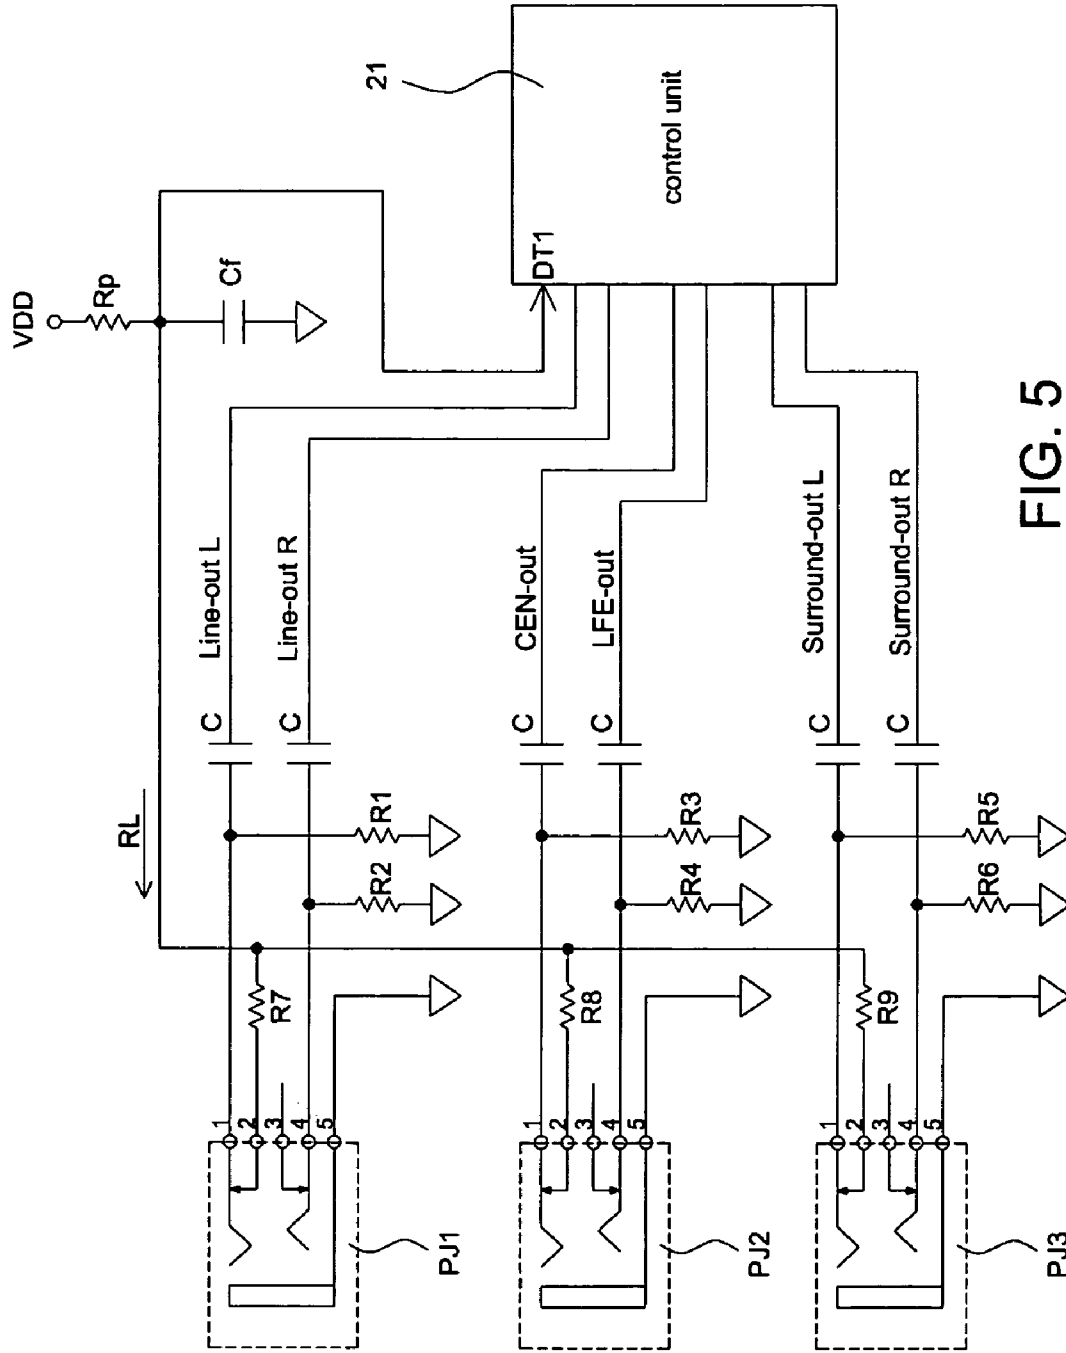 VDD
Rp
Cf
21
control unit
DT1
RL
Line-out L
Line-out R
CEN-out
LFE-out
Surround-out L
Surround-out R
C
C
C
C
C
C
R1
R2
R3
R4
R5
R6
R7
R8
R9
1
2
3
4
5
1
2
3
4
5
1
2
3
4
5
PJ1
PJ2
PJ3
FIG. 5